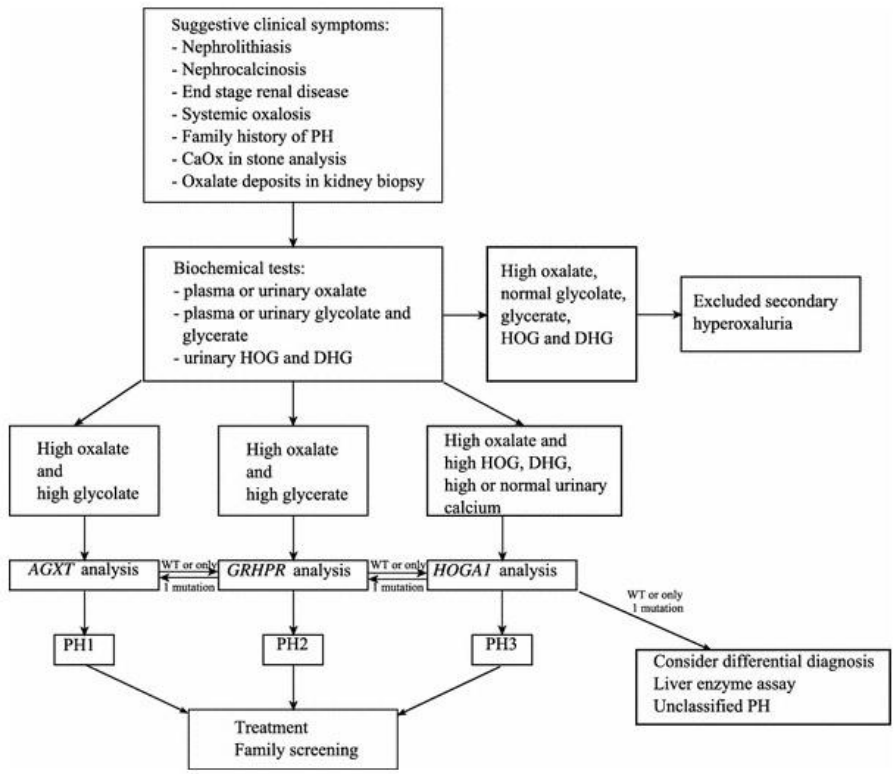 Suggestive clinical symptoms:
- Nephrolithiasis
- Nephrocalcinosis
- End stage renal disease
- Systemic oxalosis
- Family history of PH
- CaOx in stone analysis
- Oxalate deposits in kidney biopsy
Biochemical tests:
- plasma or urinary oxalate
- plasma or urinary glycolate and
glycerate
- urinary HOG and DHG
High oxalate,
normal glycolate,
glycerate,
HOG and DHG
Excluded secondary
hyperoxaluria
High oxalate
and
high glycolate
High oxalate
and
high glycerate
High oxalate and
high HOG, DHG,
high or normal urinary
calcium
AGXT analysis
WT or only
1 mutation
GRHPR analysis
WT or only
1 mutation
HOGA1 analysis
WT or only
1 mutation
PH1
PH2
PH3
Consider differential diagnosis
Liver enzyme assay
Unclassified PH
Treatment
Family screening